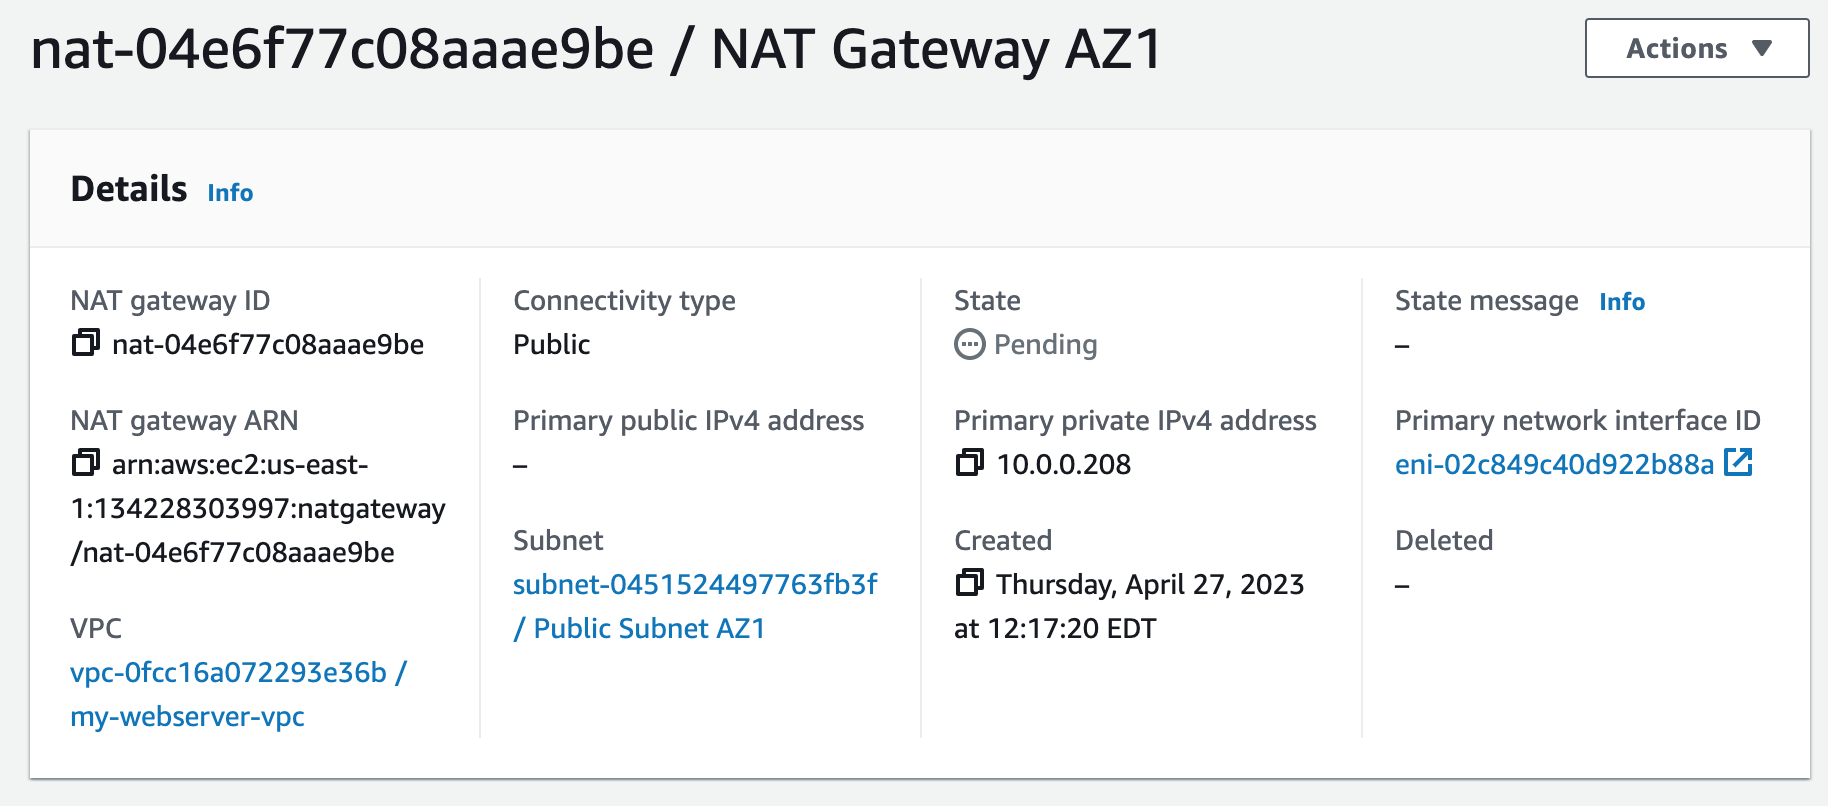 nat-04e6f77c08aaae9be / NAT Gateway AZ1
Actions
Details Info
NAT gateway ID
nat-04e6f77c08aaae9be
NAT gateway ARN
arn:aws:ec2:us-east-
1:134228303997:natgateway
/nat-04e6f77c08aaae9be
VPC
vpc-0fcc16a072293e36b /
my-webserver-vpc
Connectivity type
Public
Primary public IPv4 address
–
Subnet
subnet-0451524497763fb3f
/ Public Subnet AZ1
State
Pending
Primary private IPv4 address
10.0.0.208
Created
Thursday, April 27, 2023
at 12:17:20 EDT
State message Info
–
Primary network interface ID
eni-02c849c40d922b88a
Deleted
–